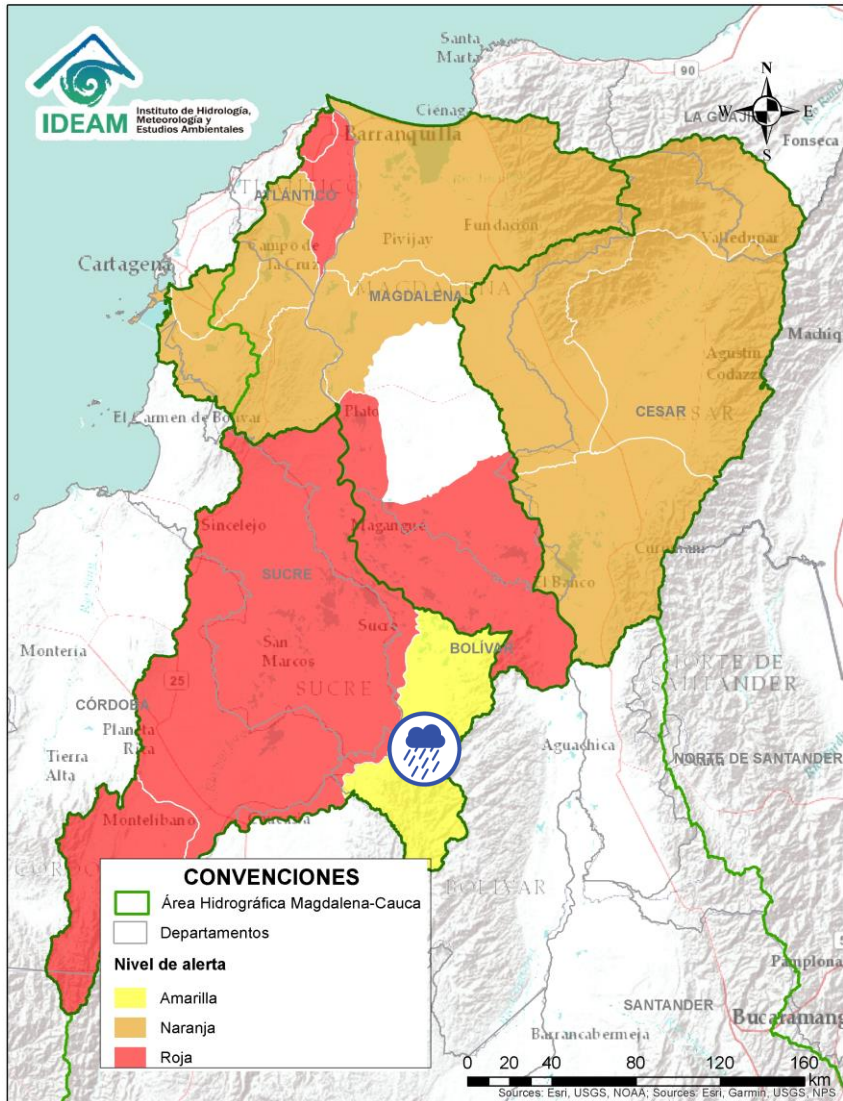 Santa
Marta
90
N
W E
S
IDEAM
Instituto de Hidrología,
Meteorología y
Estudios Ambientales
Ciénaga
LA GUAJIRA
Barranquilla
Fonseca
ATLÁNTICO
Fundación
Valledupar
Pivijay
Campo de
la Cruz
Cartagena
MAGDALENA
Agustín
Codazzi
Plato
CESAR
CESAR
El Carmen de Bolívar
Sincelejo
Magangué
SUCRE
El Banco
Sucre
Montería
San
Marcos
BOLÍVAR
SUCRE
NORTE DE
SANTANDER
25
CÓRDOBA
Planeta
Rica
Tierra
Alta
Aguachica
NORTE DE SANTANDER
Montelíbano
BOLÍVAR
CONVENCIONES
Área Hidrográfica Magdalena-Cauca
Departamentos
Nivel de alerta
Amarilla
Naranja
Roja
Pamplona
SANTANDER
Barrancabermeja
0 20 40 80 120 160
km
Sources: Esri, USGS, NOAA; Sources: Esri, Garmin, USGS, NPS